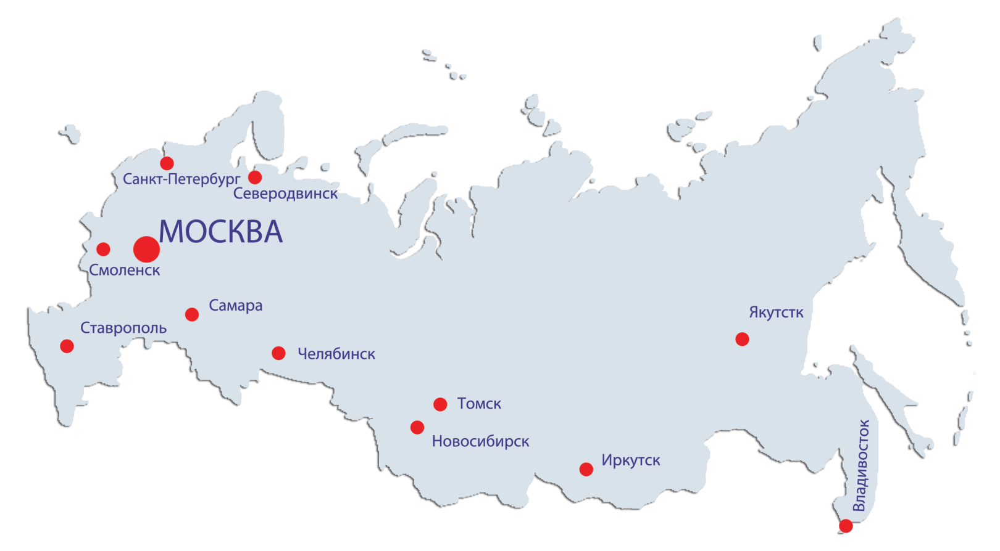 Санкт-Петербург
Северодвинск
МОСКВА
Смоленск
Самара
Якутстк
Ставрополь
Челябинск
Томск
Новосибирск
Иркутск
Владивосток